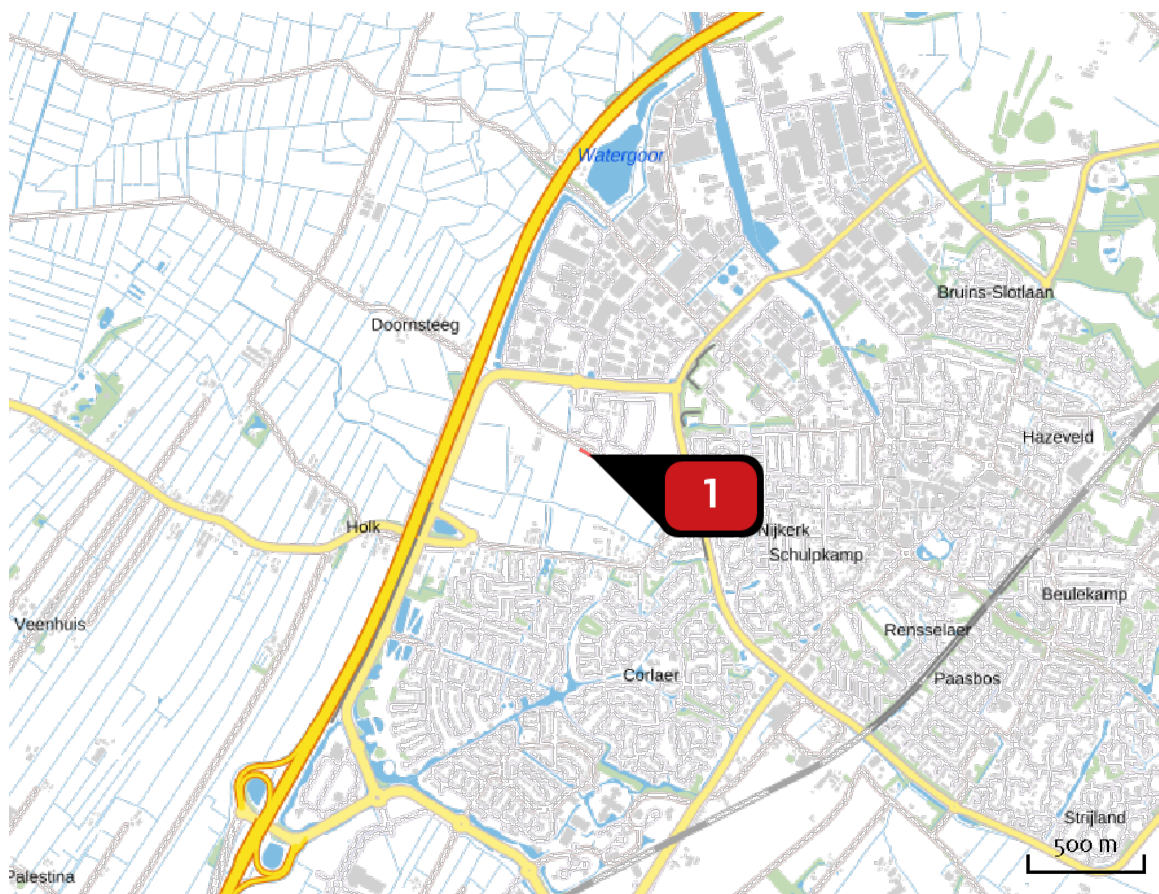 Watergoor
Bruins-Slotlaan
Doornsteeg
Hazeveld
1
Holk
Nijkerk
Schulpkamp
Beulekamp
Veenhuis
Rensselaer
Corlaer
Paasbos
Strijland
500 m
Palestina